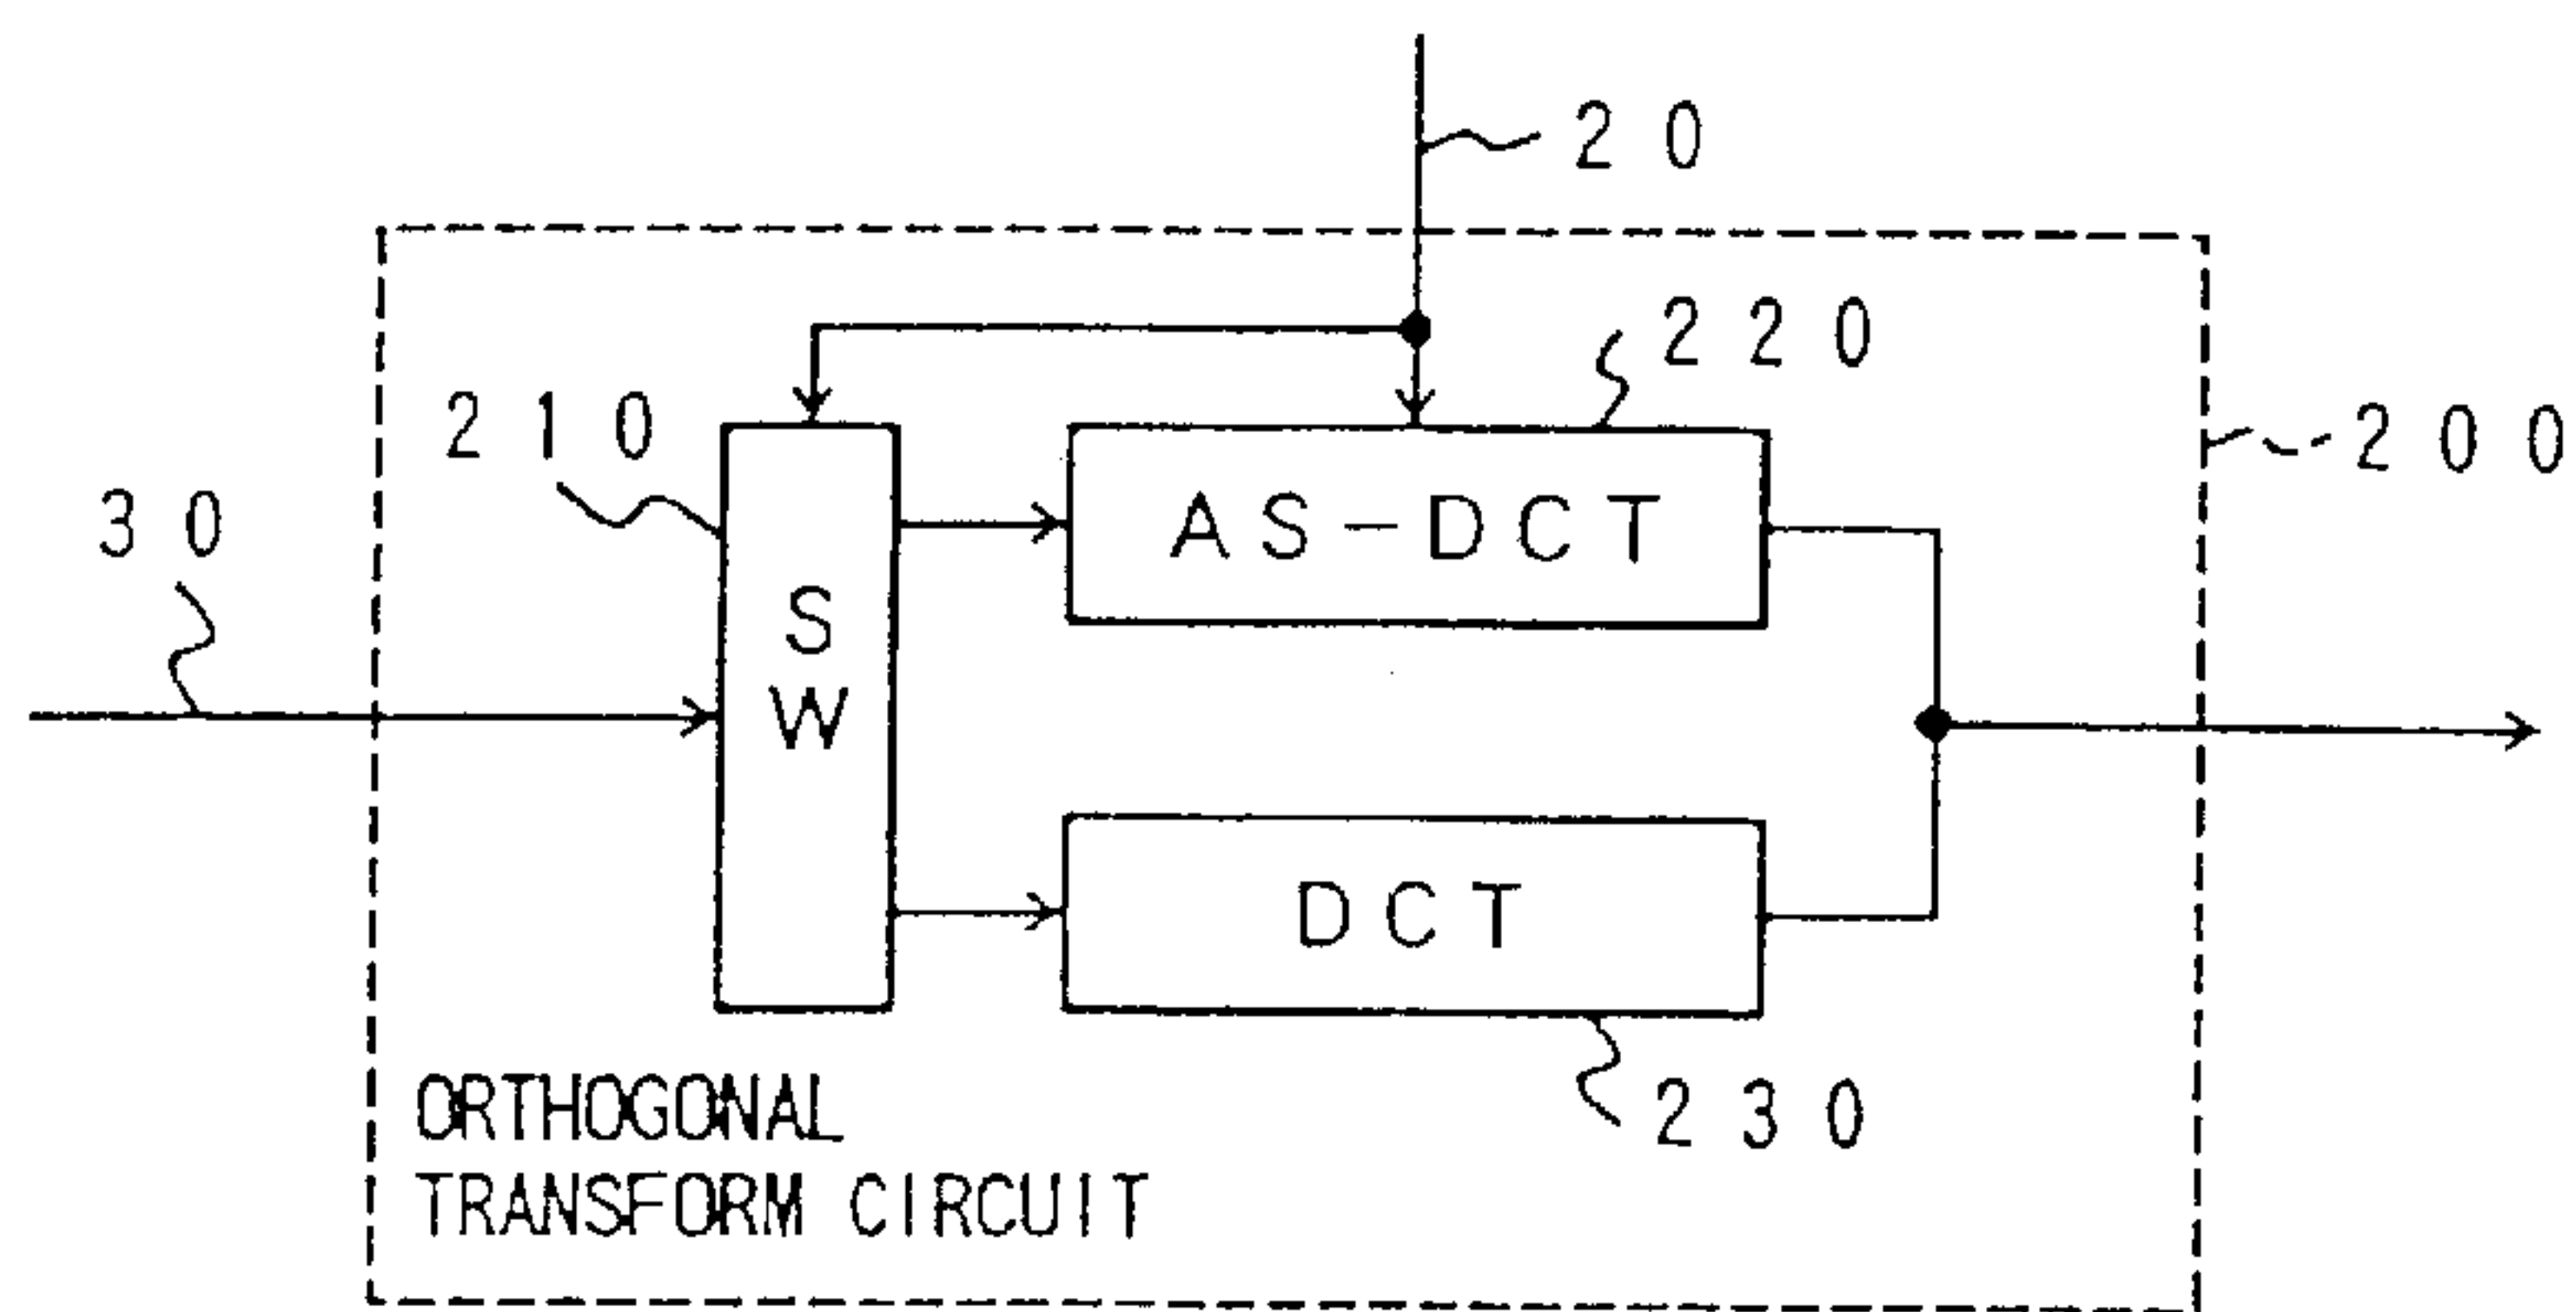 20
220
210
200
30
AS-DCT
S
W
DCT
230
ORTHOGONAL
TRANSFORM CIRCUIT